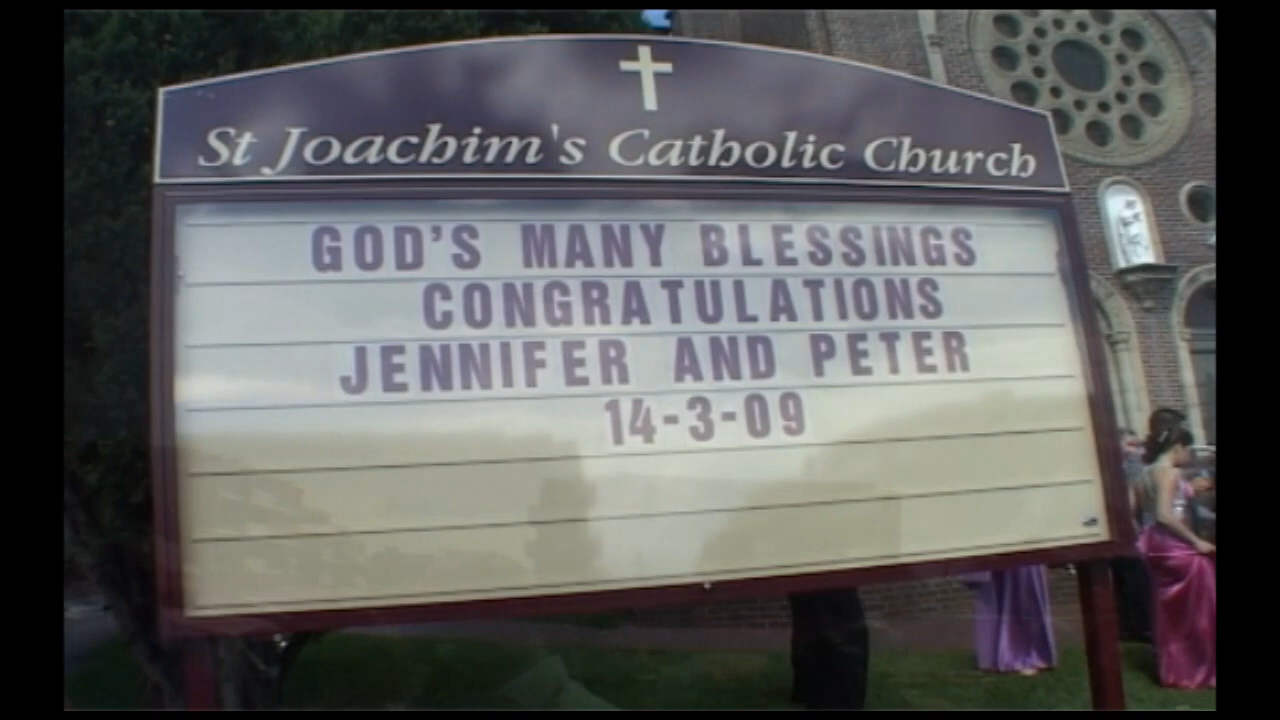 St Joachim's Catholic Church
GOD'S MANY BLESSINGS
CONGRATULATIONS
JENNIFER AND PETER
14-3-09